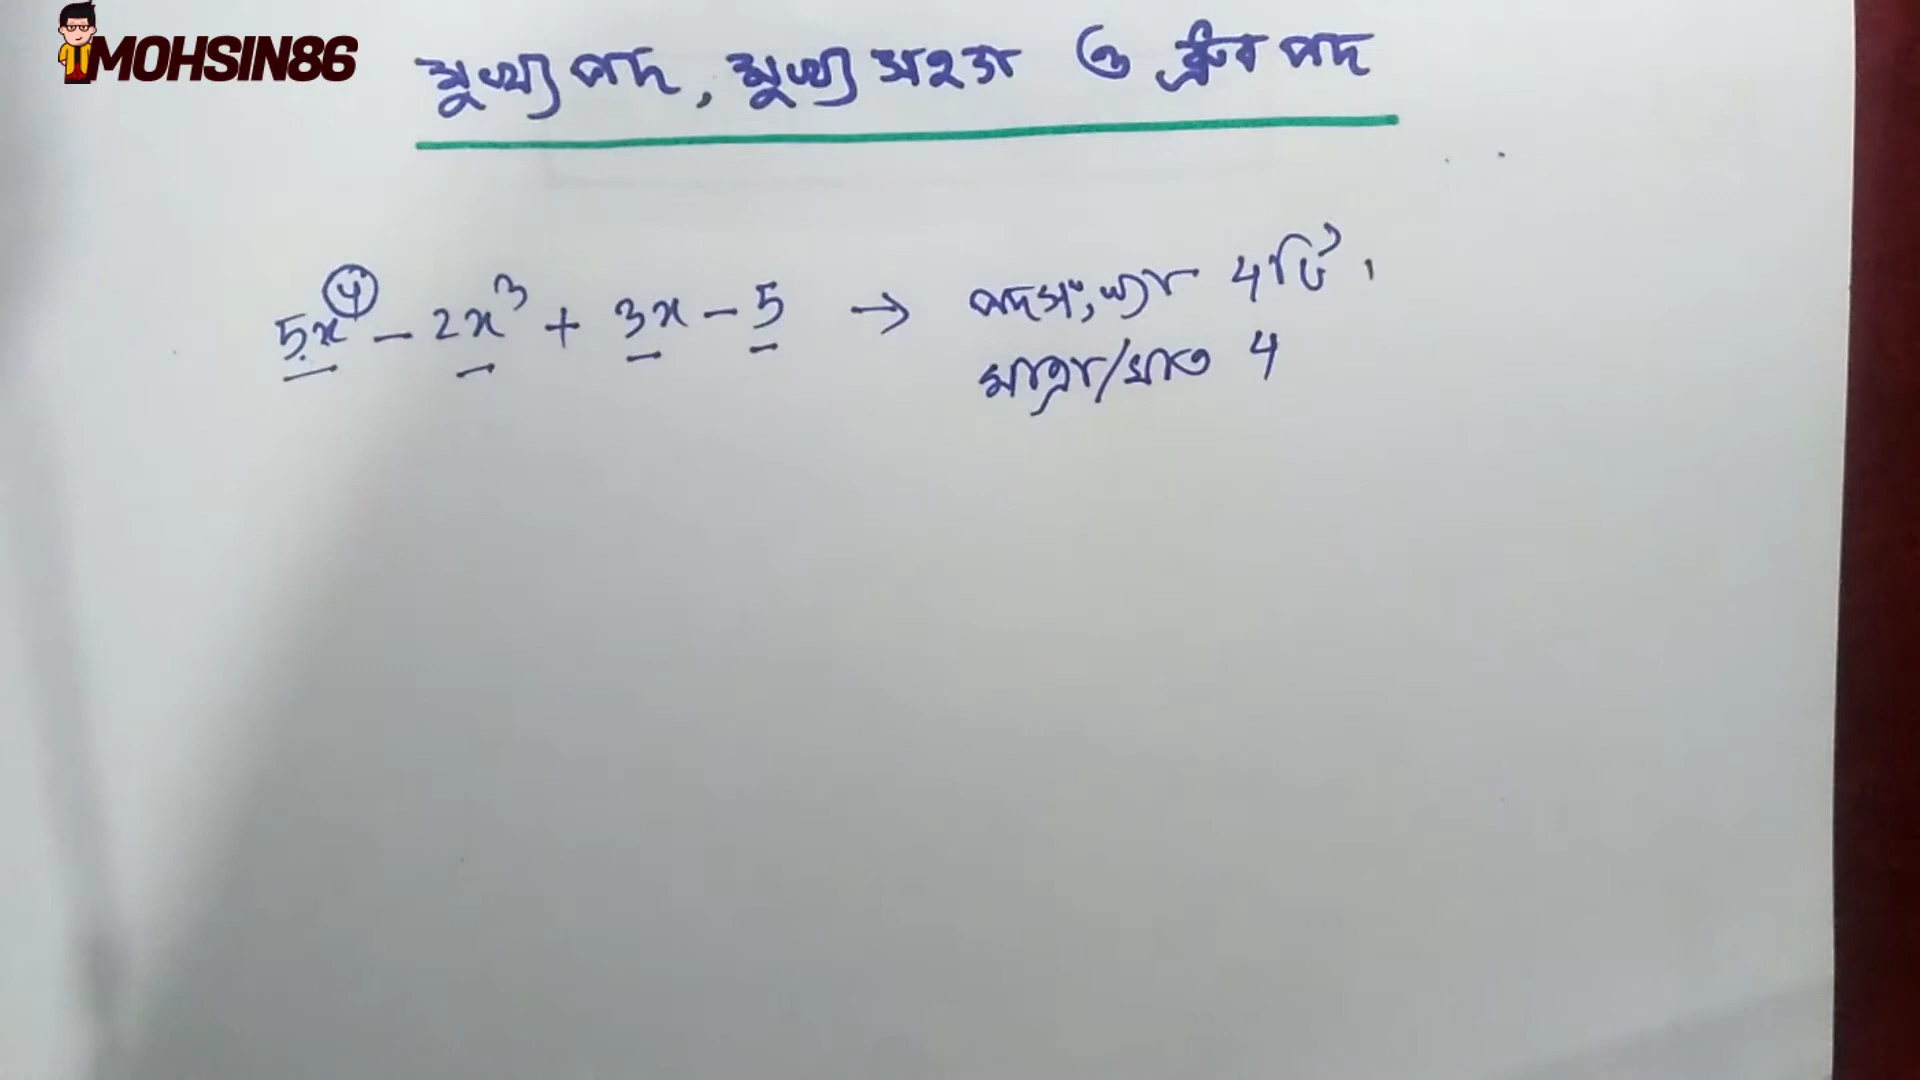 MOHSIN86
মুখ্য পদ, মুখ্য সহগ ও ধ্রুব পদ
5x⁴ - 2x³ + 3x - 5 → পদসংখ্যা 4টি।
মাত্রা/ঘাত 4